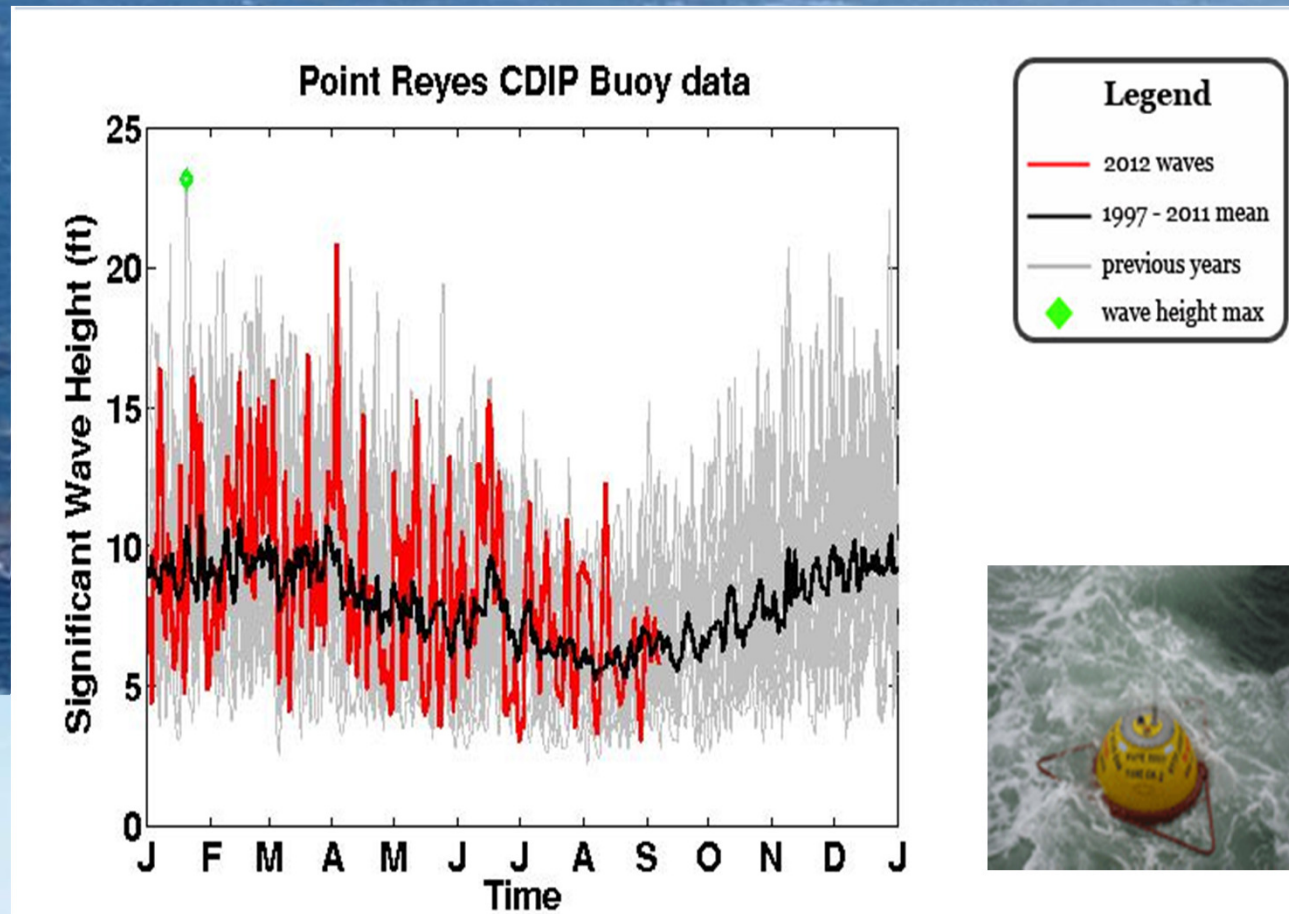 Point Reyes CDIP Buoy data
25
20
15
10
5
0
Significant Wave Height (ft)
J F M A M J J A S O N D J
Time
Legend
2012 waves
1997 - 2011 mean
previous years
wave height max